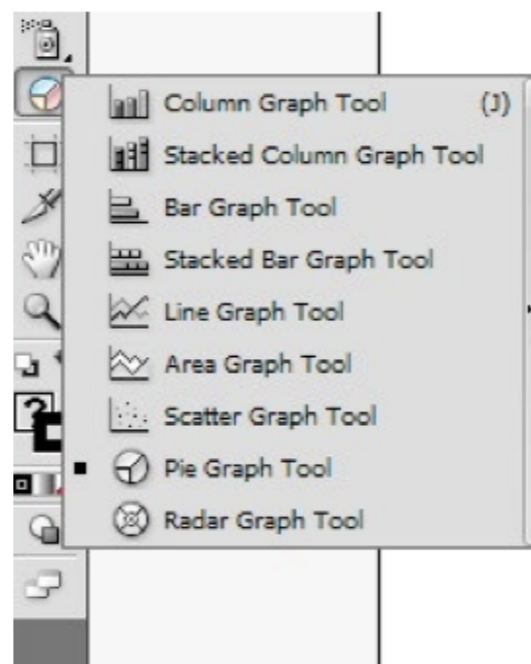 Column Graph Tool (J)
Stacked Column Graph Tool
Bar Graph Tool
Stacked Bar Graph Tool
Line Graph Tool
Area Graph Tool
Scatter Graph Tool
Pie Graph Tool
Radar Graph Tool
?